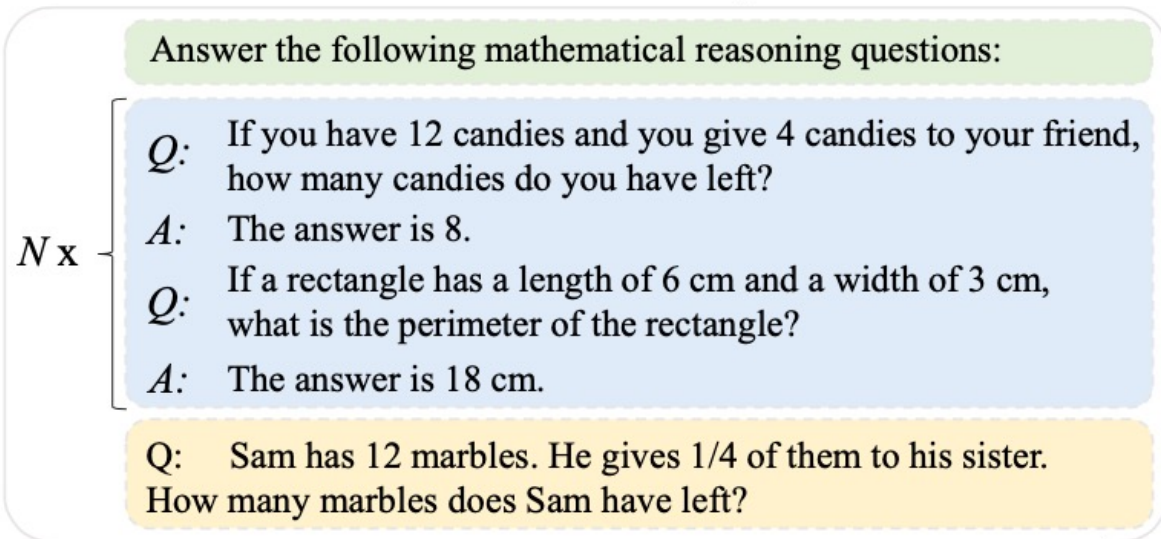 Answer the following mathematical reasoning questions:
Q: If you have 12 candies and you give 4 candies to your friend,
how many candies do you have left?
A: The answer is 8.
N x
Q: If a rectangle has a length of 6 cm and a width of 3 cm,
what is the perimeter of the rectangle?
A: The answer is 18 cm.
Q: Sam has 12 marbles. He gives 1/4 of them to his sister.
How many marbles does Sam have left?